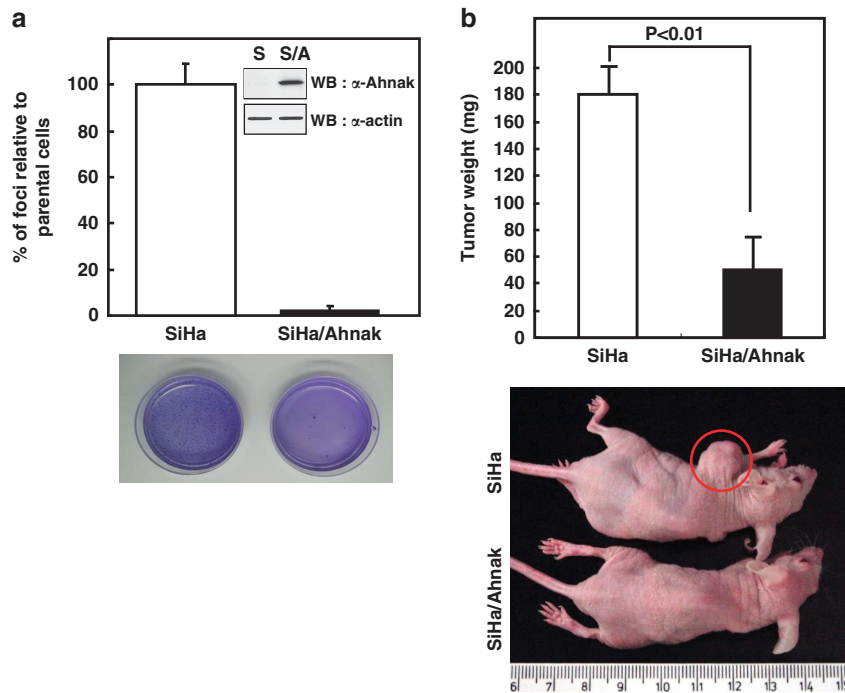 a
% of foci relative to
parental cells
100
80
60
40
20
0
S S/A
WB : α-Ahnak
WB : α-actin
SiHa SiHa/Ahnak
b
P<0.01
Tumor weight (mg)
200
180
160
140
120
100
80
60
40
20
0
SiHa SiHa/Ahnak
SiHa
SiHa/Ahnak
6 7 8 9 10 11 12 13 14 15